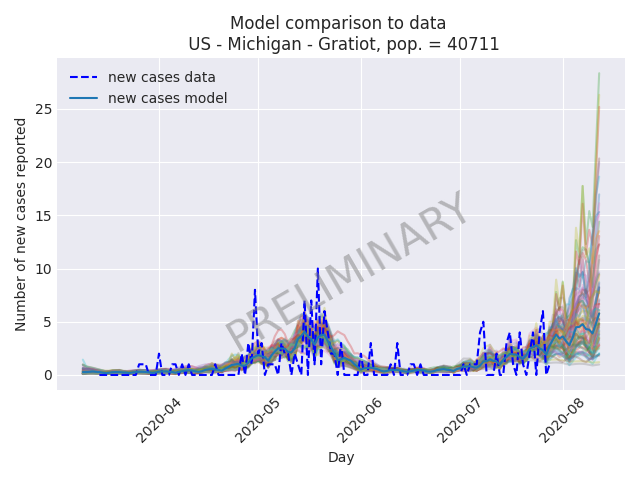 Model comparison to data
US - Michigan - Gratiot, pop. = 40711
new cases data
new cases model
Number of new cases reported
25
20
15
10
5
0
PRELIMINARY
2020-04
2020-05
2020-06
2020-07
2020-08
Day